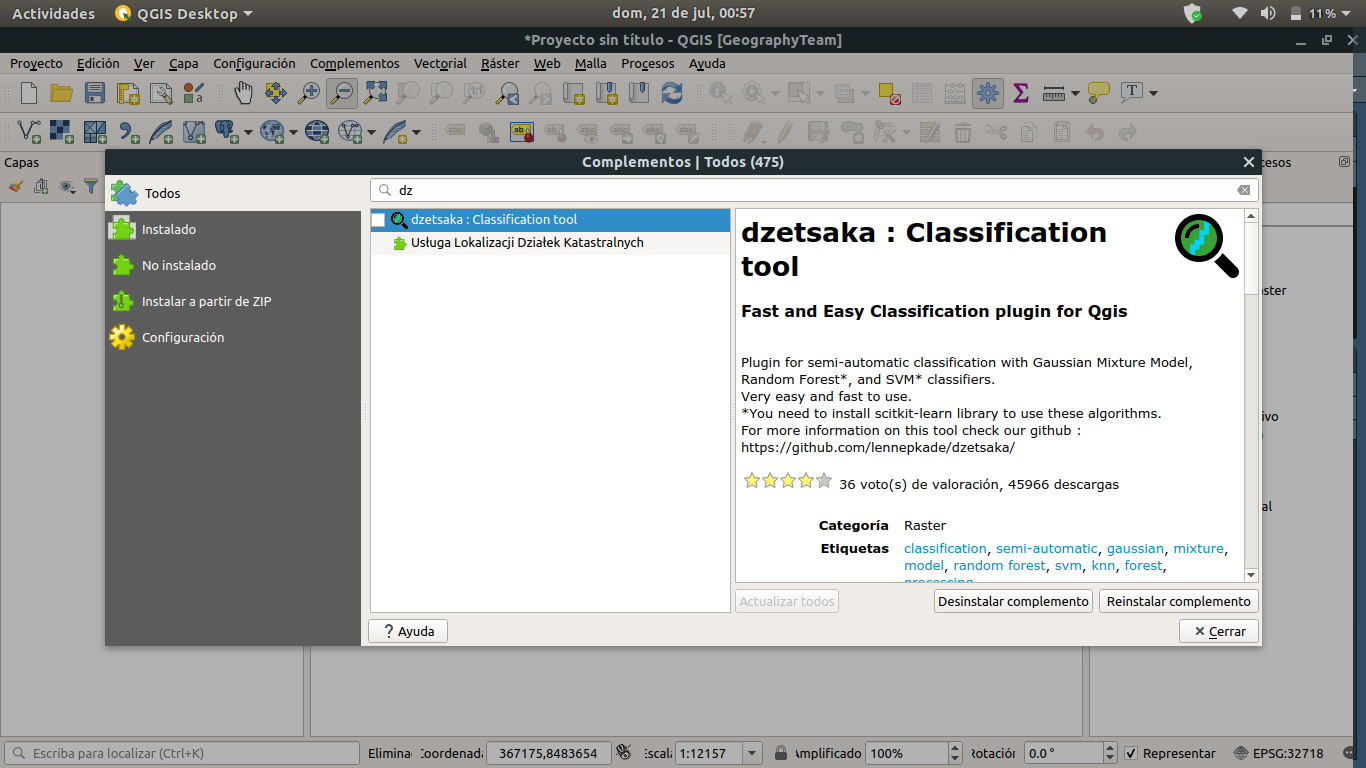 Actividades
QGIS Desktop
dom, 21 de jul, 00:57
11 %
*Proyecto sin título - QGIS [GeographyTeam]
Proyecto Edición Ver Capa Configuración Complementos Vectorial Ráster Web Malla Procesos Ayuda
Capas
Complementos | Todos (475)
esos
Todos
Instalado
No instalado
Instalar a partir de ZIP
Configuración
dz
dzetsaka : Classification tool
Usługa Lokalizacji Działek Katastralnych
dzetsaka : Classification
tool
Fast and Easy Classification plugin for Qgis
Plugin for semi-automatic classification with Gaussian Mixture Model,
Random Forest*, and SVM* classifiers.
Very easy and fast to use.
*You need to install scitkit-learn library to use these algorithms.
For more information on this tool check our github :
https://github.com/lennepkade/dzetsaka/
36 voto(s) de valoración, 45966 descargas
Categoría Raster
Etiquetas classification, semi-automatic, gaussian, mixture,
model, random forest, svm, knn, forest,
processing
ster
ivo
al
Actualizar todos
Desinstalar complemento
Reinstalar complemento
? Ayuda
Cerrar
Escriba para localizar (Ctrl+K)
Elimina
Coordenada
367175,8483654
Escala
1:12157
Amplificado
100%
Rotación
0.0 °
Representar
EPSG:32718